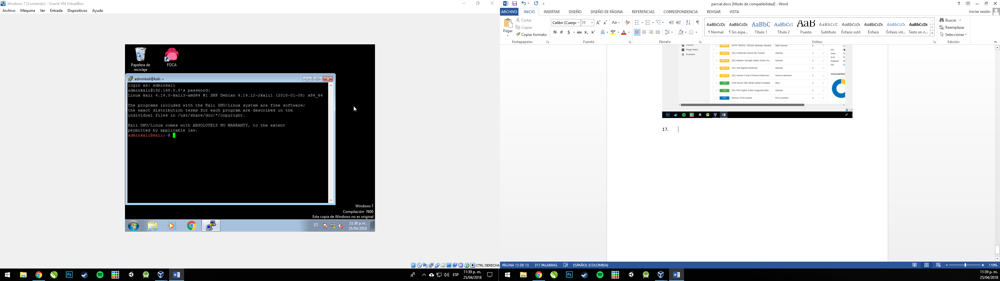 Windows 7 [Corriendo] - Oracle VM VirtualBox
Archivo Máquina Ver Entrada Dispositivos Ayuda
Papelera de
reciclaje
FOCA
adminkali@kali: ~
login as: adminkali
adminkali@192.168.0.8's password:
Linux kali 4.14.0-kali3-amd64 #1 SMP Debian 4.14.12-2kali1 (2018-01-08) x86_64
The programs included with the Kali GNU/Linux system are free software;
the exact distribution terms for each program are described in the
individual files in /usr/share/doc/*/copyright.
Kali GNU/Linux comes with ABSOLUTELY NO WARRANTY, to the extent
permitted by applicable law.
adminkali@kali:~$
Windows 7
Compilación 7600
Esta copia de Windows no es original
ES
11:38 p.m.
25/04/2018
CTRL DERECHA
ESP
11:39 p. m.
25/04/2018
parcial.docx [Modo de compatibilidad] - Word
ARCHIVO INICIO INSERTAR DISEÑO DISEÑO DE PÁGINA REFERENCIAS CORRESPONDENCIA REVISAR VISTA
Iniciar sesión
Pegar
Cortar
Copiar
Copiar formato
Portapapeles
Calibri (Cuerpo 11
N K S abc x₂ x²
Fuente
Párrafo
AaBbCcDc AaBbCcDc AaBbC AaBbCcI AaB AaBbCcD AaBbCcDt AaBbCcDt AaBbCcDt AaBbCcDc
¶ Normal ¶ Sin espa... Título 1 Título 2 Puesto Subtítulo Énfasis sutil Énfasis Énfasis int... Texto en n...
Estilos
Buscar
Reemplazar
Seleccionar
Edición
Policies
Plugin Rules
Scanners
MEDIUM HTTP TRACE / TRACK Methods Allowed Web Servers 2
MEDIUM SSL Certificate Cannot Be Trusted General 1
MEDIUM SSL Medium Strength Cipher Suites Su... General 1
MEDIUM SSL Self-Signed Certificate General 1
MEDIUM SSL Version 2 and 3 Protocol Detection Service detection 1
LOW SSH Server CBC Mode Ciphers Enabled Misc. 1
LOW SSL RC4 Cipher Suites Supported (Bar ... General 1
INFO Nessus SYN scanner Port scanners 4
OS:
Start: To
End: To
Elapsed: 16
KB: Do
Vulnerabilities
17.
PÁGINA 13 DE 13 317 PALABRAS ESPAÑOL (COLOMBIA)
110%
11:39 p. m.
25/04/2018